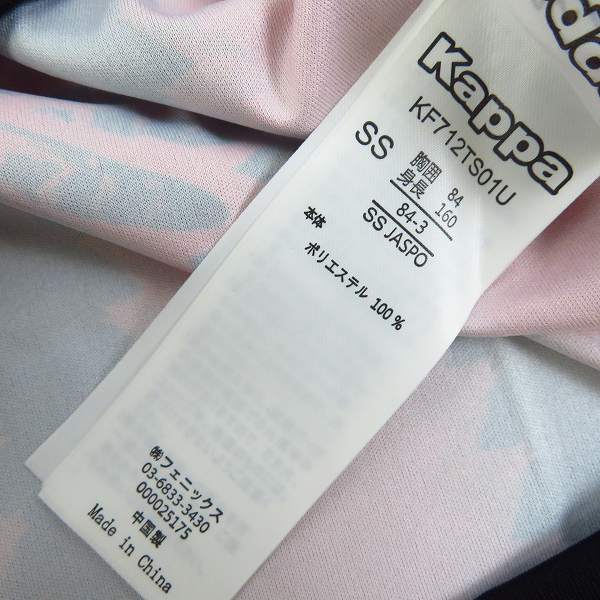 Kappa
KF712TS01U
SS 胸囲 84
身長 160
84-3
SS JASPO
本体
ポリエステル 100%
㈱フェニックス
03-6833-3430
000025175
中国製
Made in China